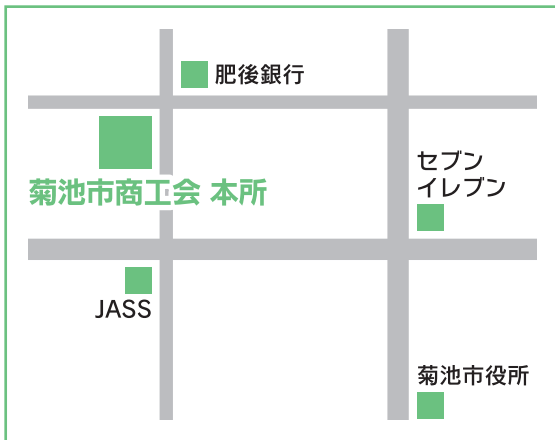 肥後銀行
セブン
イレブン
菊池市商工会 本所
JASS
菊池市役所